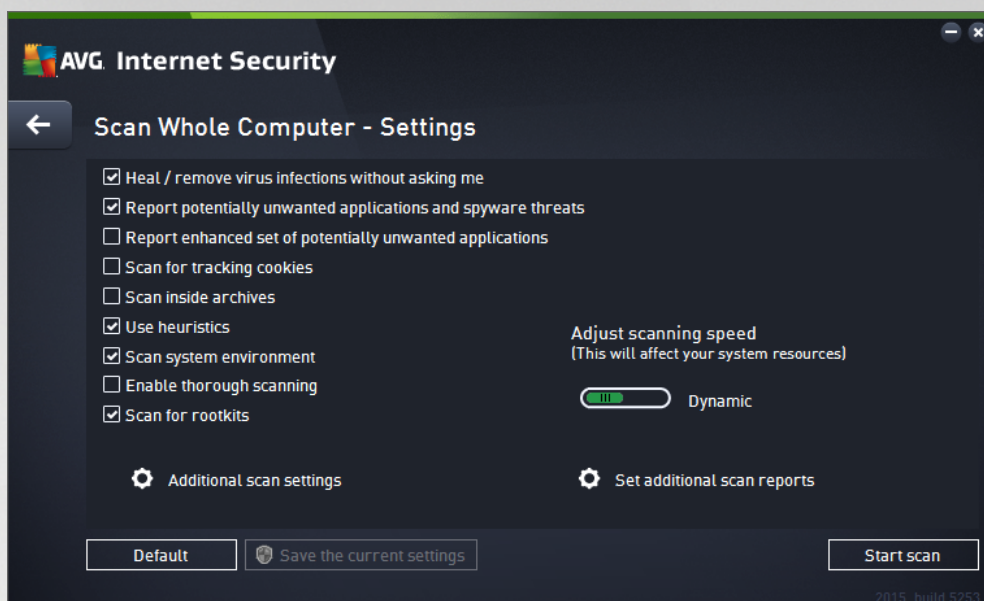 AVG. Internet Security
Scan Whole Computer - Settings
Heal / remove virus infections without asking me
Report potentially unwanted applications and spyware threats
Report enhanced set of potentially unwanted applications
Scan for tracking cookies
Scan inside archives
Use heuristics
Scan system environment
Enable thorough scanning
Scan for rootkits
Adjust scanning speed
(This will affect your system resources)
Dynamic
Additional scan settings
Set additional scan reports
Default
Save the current settings
Start scan
2015, build 5253